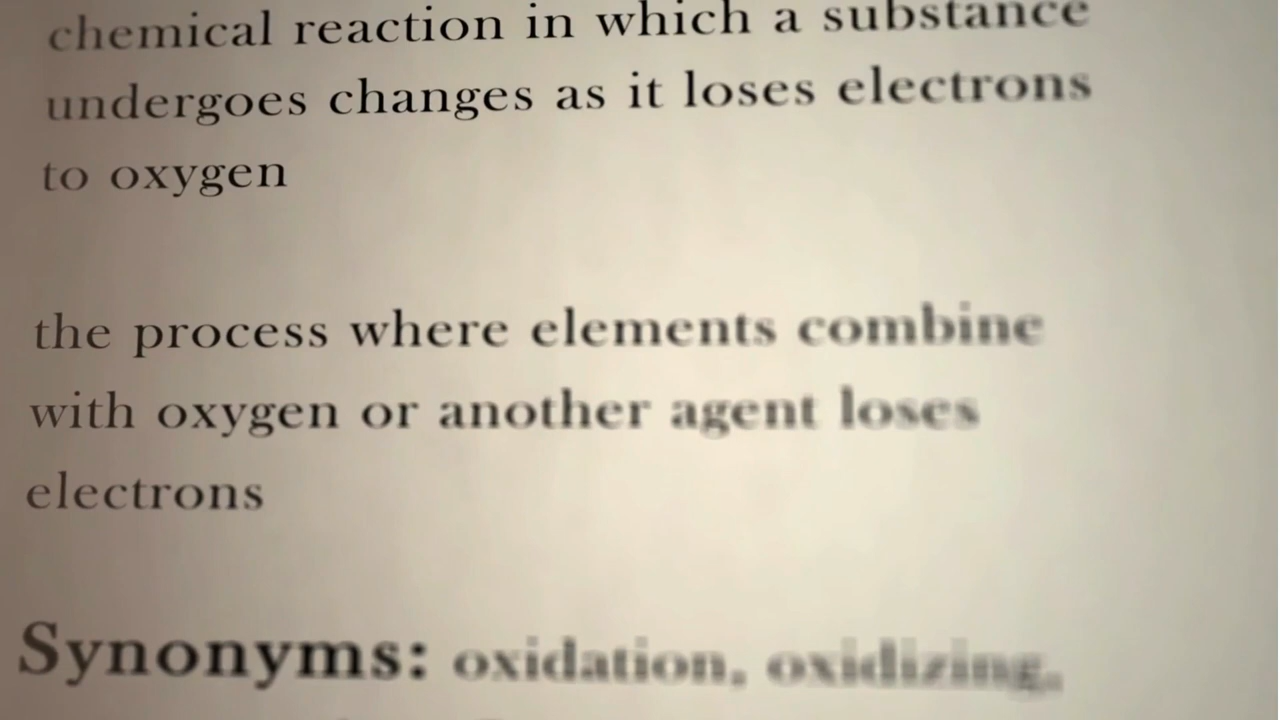 chemical reaction in which a substance
undergoes changes as it loses electrons
to oxygen
the process where elements combine
with oxygen or another agent loses
electrons
Synonyms: oxidation, oxidizing,